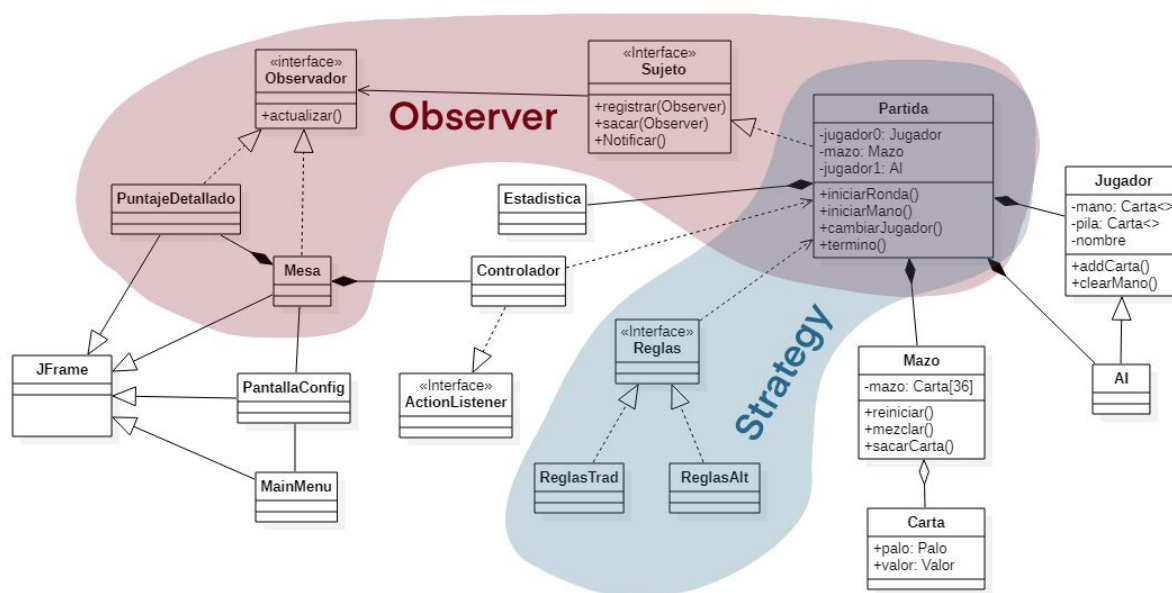 «interface»
Observador
+actualizar()
«Interface»
Sujeto
+registrar(Observer)
+sacar(Observer)
+Notificar()
Observer
Partida
-jugador0: Jugador
-mazo: Mazo
-jugador1: AI
+iniciarRonda()
+iniciarMano()
+cambiarJugador()
+termino()
Jugador
-mano: Carta<>
-pila: Carta<>
-nombre
+addCarta()
+clearMano()
PuntajeDetallado
Estadistica
Mesa
Controlador
«Interface»
Reglas
Strategy
JFrame
PantallaConfig
«Interface»
ActionListener
Mazo
-mazo: Carta[36]
+reiniciar()
+mezclar()
+sacarCarta()
AI
MainMenu
ReglasTrad
ReglasAlt
Carta
+palo: Palo
+valor: Valor